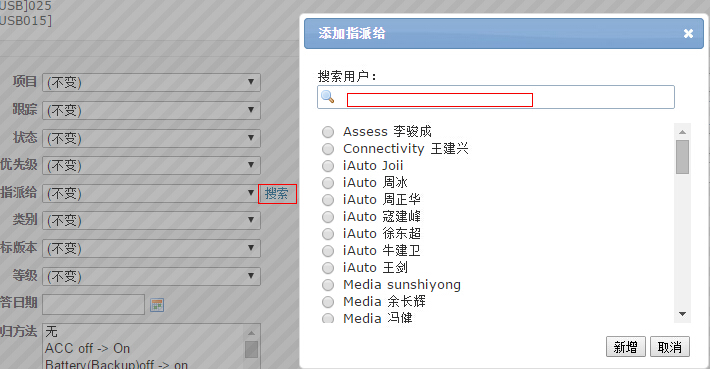 USB]025
USB015]
项目 (不变)
跟踪 (不变)
状态 (不变)
优先级 (不变)
指派给 (不变) 搜索
类别 (不变)
标版本 (不变)
等级 (不变)
答日期
归方法 无
ACC off -> On
Battery(Backup)off -> on
添加指派给
搜索用户：
Assess 李骏成
Connectivity 王建兴
iAuto Joii
iAuto 周冰
iAuto 周正华
iAuto 寇建峰
iAuto 徐东超
iAuto 牛建卫
iAuto 王剑
Media sunshiyong
Media 余长辉
Media 冯健
新增 取消